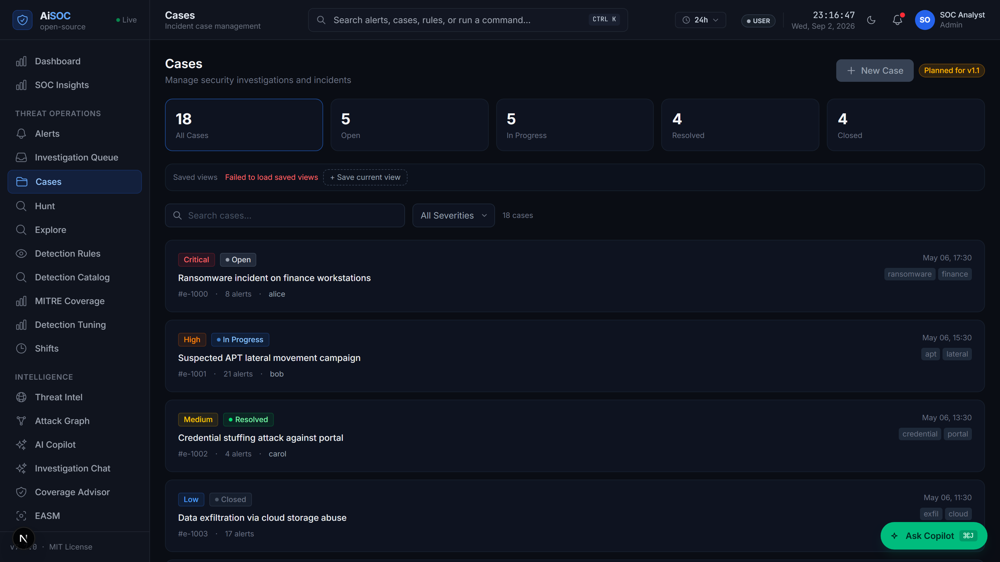 AiSOC
open-source
Live
Cases
Incident case management
Search alerts, cases, rules, or run a command...
CTRL K
24h
USER
23:16:47
Wed, Sep 2, 2026
SO
SOC Analyst
Admin
Dashboard
SOC Insights
THREAT OPERATIONS
Alerts
Investigation Queue
Cases
Hunt
Explore
Detection Rules
Detection Catalog
MITRE Coverage
Detection Tuning
Shifts
INTELLIGENCE
Threat Intel
Attack Graph
AI Copilot
Investigation Chat
Coverage Advisor
EASM
N
· MIT License
Cases
Manage security investigations and incidents
+ New Case
Planned for v1.1
18
All Cases
5
Open
5
In Progress
4
Resolved
4
Closed
Saved views Failed to load saved views + Save current view
Search cases...
All Severities
18 cases
Critical Open
May 06, 17:30
Ransomware incident on finance workstations
ransomware finance
#e-1000 · 8 alerts · alice
High In Progress
May 06, 15:30
Suspected APT lateral movement campaign
apt lateral
#e-1001 · 21 alerts · bob
Medium Resolved
May 06, 13:30
Credential stuffing attack against portal
credential portal
#e-1002 · 4 alerts · carol
Low Closed
May 06, 11:30
Data exfiltration via cloud storage abuse
exfil cloud
#e-1003 · 17 alerts
Ask Copilot ⌘J